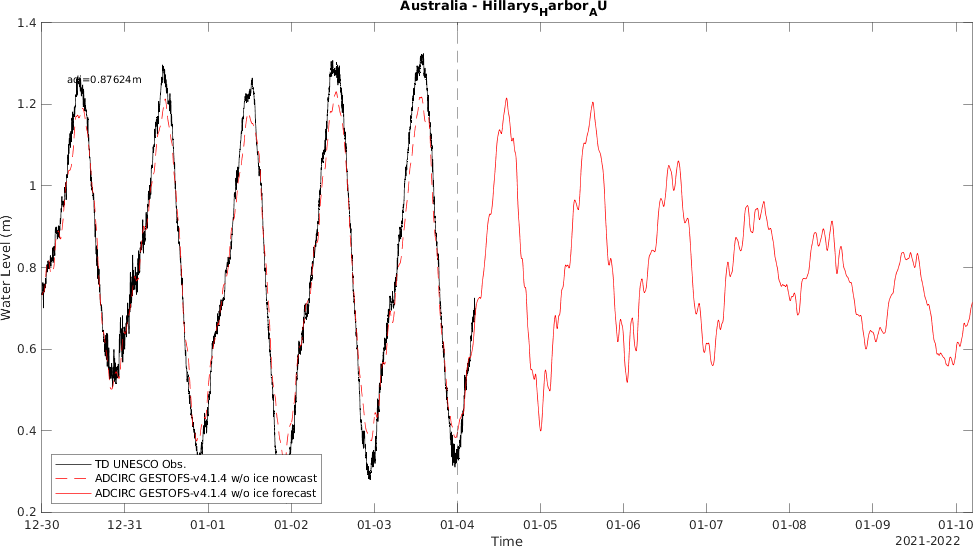 Australia - Hillarys_Harbor_AU
adj=0.87624m
1.4
1.2
1
0.8
0.6
0.4
0.2
Water Level (m)
TD UNESCO Obs.
ADCIRC GESTOFS-v4.1.4 w/o ice nowcast
ADCIRC GESTOFS-v4.1.4 w/o ice forecast
12-30 12-31 01-01 01-02 01-03 01-04 01-05 01-06 01-07 01-08 01-09 01-10
Time
2021-2022